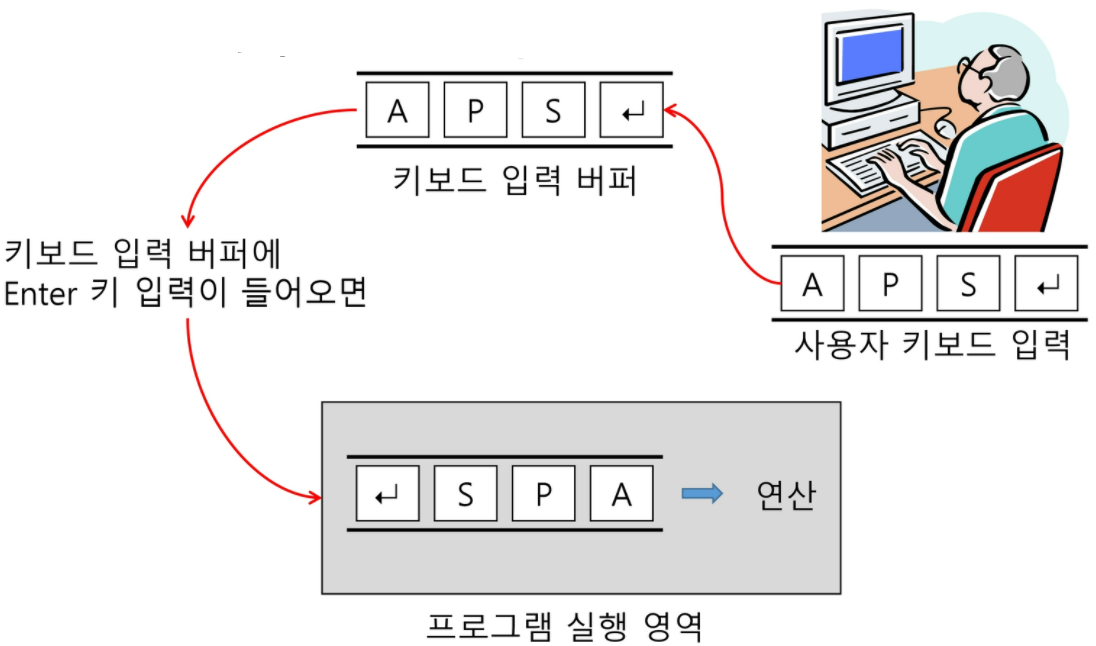 A P S ↵
키보드 입력 버퍼
키보드 입력 버퍼에
Enter 키 입력이 들어오면
A P S ↵
사용자 키보드 입력
↵ S P A
연산
프로그램 실행 영역